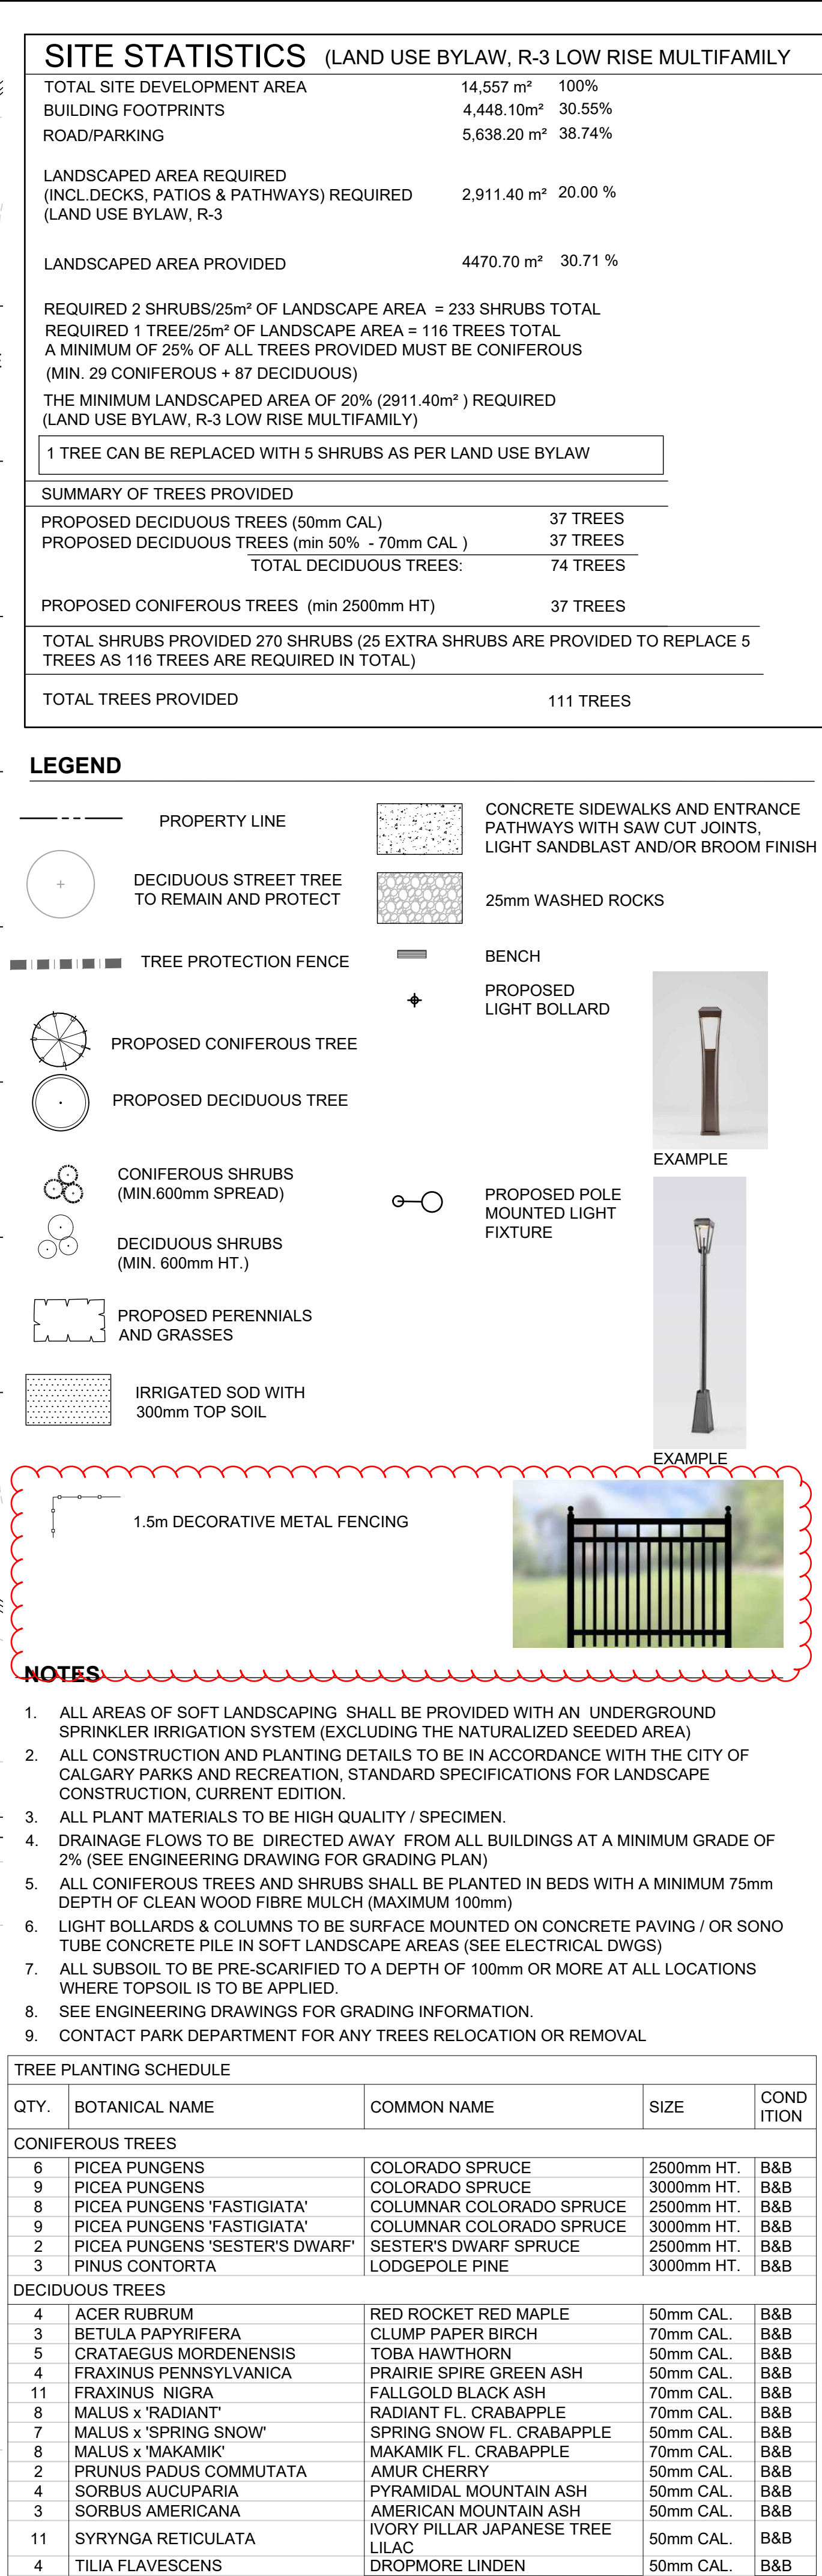 SITE STATISTICS (LAND USE BYLAW, R-3 LOW RISE MULTIFAMILY
TOTAL SITE DEVELOPMENT AREA 14,557 m² 100%
BUILDING FOOTPRINTS 4,448.10m² 30.55%
ROAD/PARKING 5,638.20 m² 38.74%
LANDSCAPED AREA REQUIRED
(INCL.DECKS, PATIOS & PATHWAYS) REQUIRED 2,911.40 m² 20.00 %
(LAND USE BYLAW, R-3
LANDSCAPED AREA PROVIDED 4470.70 m² 30.71 %
REQUIRED 2 SHRUBS/25m² OF LANDSCAPE AREA = 233 SHRUBS TOTAL
REQUIRED 1 TREE/25m² OF LANDSCAPE AREA = 116 TREES TOTAL
A MINIMUM OF 25% OF ALL TREES PROVIDED MUST BE CONIFEROUS
(MIN. 29 CONIFEROUS + 87 DECIDUOUS)
THE MINIMUM LANDSCAPED AREA OF 20% (2911.40m² ) REQUIRED
(LAND USE BYLAW, R-3 LOW RISE MULTIFAMILY)
1 TREE CAN BE REPLACED WITH 5 SHRUBS AS PER LAND USE BYLAW
SUMMARY OF TREES PROVIDED
PROPOSED DECIDUOUS TREES (50mm CAL) 37 TREES
PROPOSED DECIDUOUS TREES (min 50% - 70mm CAL ) 37 TREES
TOTAL DECIDUOUS TREES: 74 TREES
PROPOSED CONIFEROUS TREES (min 2500mm HT) 37 TREES
TOTAL SHRUBS PROVIDED 270 SHRUBS (25 EXTRA SHRUBS ARE PROVIDED TO REPLACE 5
TREES AS 116 TREES ARE REQUIRED IN TOTAL)
TOTAL TREES PROVIDED 111 TREES
LEGEND
PROPERTY LINE
DECIDUOUS STREET TREE
TO REMAIN AND PROTECT
TREE PROTECTION FENCE
PROPOSED CONIFEROUS TREE
PROPOSED DECIDUOUS TREE
CONIFEROUS SHRUBS
(MIN.600mm SPREAD)
DECIDUOUS SHRUBS
(MIN. 600mm HT.)
PROPOSED PERENNIALS
AND GRASSES
IRRIGATED SOD WITH
300mm TOP SOIL
CONCRETE SIDEWALKS AND ENTRANCE
PATHWAYS WITH SAW CUT JOINTS,
LIGHT SANDBLAST AND/OR BROOM FINISH
25mm WASHED ROCKS
BENCH
PROPOSED
LIGHT BOLLARD
EXAMPLE
PROPOSED POLE
MOUNTED LIGHT
FIXTURE
EXAMPLE
1.5m DECORATIVE METAL FENCING
NOTES
1. ALL AREAS OF SOFT LANDSCAPING SHALL BE PROVIDED WITH AN UNDERGROUND
SPRINKLER IRRIGATION SYSTEM (EXCLUDING THE NATURALIZED SEEDED AREA)
2. ALL CONSTRUCTION AND PLANTING DETAILS TO BE IN ACCORDANCE WITH THE CITY OF
CALGARY PARKS AND RECREATION, STANDARD SPECIFICATIONS FOR LANDSCAPE
CONSTRUCTION, CURRENT EDITION.
3. ALL PLANT MATERIALS TO BE HIGH QUALITY / SPECIMEN.
4. DRAINAGE FLOWS TO BE DIRECTED AWAY FROM ALL BUILDINGS AT A MINIMUM GRADE OF
2% (SEE ENGINEERING DRAWING FOR GRADING PLAN)
5. ALL CONIFEROUS TREES AND SHRUBS SHALL BE PLANTED IN BEDS WITH A MINIMUM 75mm
DEPTH OF CLEAN WOOD FIBRE MULCH (MAXIMUM 100mm)
6. LIGHT BOLLARDS & COLUMNS TO BE SURFACE MOUNTED ON CONCRETE PAVING / OR SONO
TUBE CONCRETE PILE IN SOFT LANDSCAPE AREAS (SEE ELECTRICAL DWGS)
7. ALL SUBSOIL TO BE PRE-SCARIFIED TO A DEPTH OF 100mm OR MORE AT ALL LOCATIONS
WHERE TOPSOIL IS TO BE APPLIED.
8. SEE ENGINEERING DRAWINGS FOR GRADING INFORMATION.
9. CONTACT PARK DEPARTMENT FOR ANY TREES RELOCATION OR REMOVAL
TREE PLANTING SCHEDULE
QTY. BOTANICAL NAME COMMON NAME SIZE COND
ITION
CONIFEROUS TREES
6 PICEA PUNGENS COLORADO SPRUCE 2500mm HT. B&B
9 PICEA PUNGENS COLORADO SPRUCE 3000mm HT. B&B
8 PICEA PUNGENS 'FASTIGIATA' COLUMNAR COLORADO SPRUCE 2500mm HT. B&B
9 PICEA PUNGENS 'FASTIGIATA' COLUMNAR COLORADO SPRUCE 3000mm HT. B&B
2 PICEA PUNGENS 'SESTER'S DWARF' SESTER'S DWARF SPRUCE 2500mm HT. B&B
3 PINUS CONTORTA LODGEPOLE PINE 3000mm HT. B&B
DECIDUOUS TREES
4 ACER RUBRUM RED ROCKET RED MAPLE 50mm CAL. B&B
3 BETULA PAPYRIFERA CLUMP PAPER BIRCH 70mm CAL. B&B
5 CRATAEGUS MORDENENSIS TOBA HAWTHORN 50mm CAL. B&B
4 FRAXINUS PENNSYLVANICA PRAIRIE SPIRE GREEN ASH 50mm CAL. B&B
11 FRAXINUS NIGRA FALLGOLD BLACK ASH 70mm CAL. B&B
8 MALUS x 'RADIANT' RADIANT FL. CRABAPPLE 70mm CAL. B&B
7 MALUS x 'SPRING SNOW' SPRING SNOW FL. CRABAPPLE 50mm CAL. B&B
8 MALUS x 'MAKAMIK' MAKAMIK FL. CRABAPPLE 70mm CAL. B&B
2 PRUNUS PADUS COMMUTATA AMUR CHERRY 50mm CAL. B&B
4 SORBUS AUCUPARIA PYRAMIDAL MOUNTAIN ASH 50mm CAL. B&B
3 SORBUS AMERICANA AMERICAN MOUNTAIN ASH 50mm CAL. B&B
11 SYRYNGA RETICULATA IVORY PILLAR JAPANESE TREE
LILAC 50mm CAL. B&B
4 TILIA FLAVESCENS DROPMORE LINDEN 50mm CAL. B&B